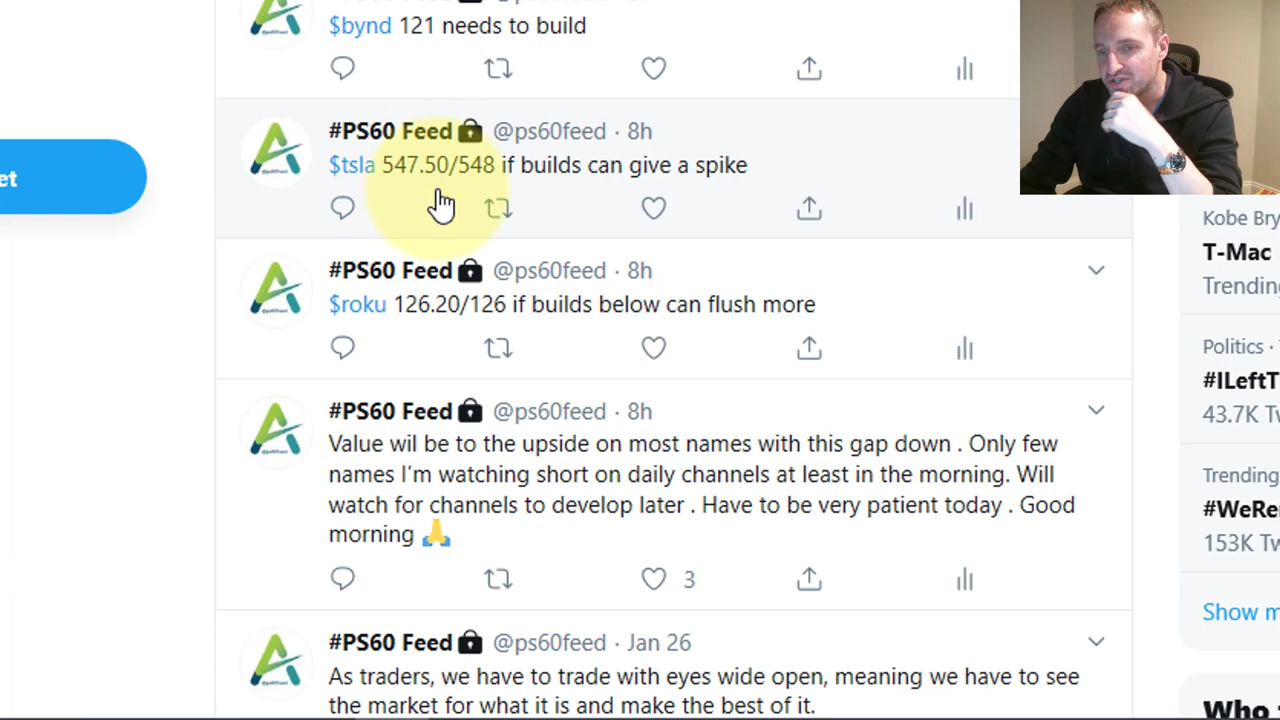 $bynd 121 needs to build
#PS60 Feed @ps60feed · 8h
$tsla 547.50/548 if builds can give a spike
#PS60 Feed @ps60feed · 8h
$roku 126.20/126 if builds below can flush more
#PS60 Feed @ps60feed · 8h
Value wil be to the upside on most names with this gap down . Only few
names I'm watching short on daily channels at least in the morning. Will
watch for channels to develop later . Have to be very patient today . Good
morning 🙏
3
#PS60 Feed @ps60feed · Jan 26
As traders, we have to trade with eyes wide open, meaning we have to see
the market for what it is and make the best of it.
et
Kobe Bry
T-Mac
Trending
Politics ·
#ILeftT
43.7K Tw
Trending
#WeRe
153K Tw
Show m
Who